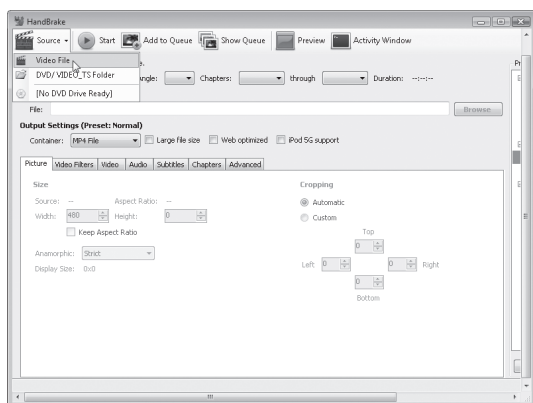 HandBrake
Source Start Add to Queue Show Queue Preview Activity Window
Video File
DVD/ VIDEO_TS Folder
[No DVD Drive Ready]
Angle: Chapters: through Duration: --:--:--
File: Browse
Output Settings (Preset: Normal)
Container: MP4 File Large file size Web optimized iPod 5G support
Picture Video Filters Video Audio Subtitles Chapters Advanced
Size Cropping
Source: -- Aspect Ratio: -- Automatic
Width: 480 Height: 0 Custom
Keep Aspect Ratio Top
0
Anamorphic: Strict
Left 0 0 Right
Display Size: 0x0
0
Bottom